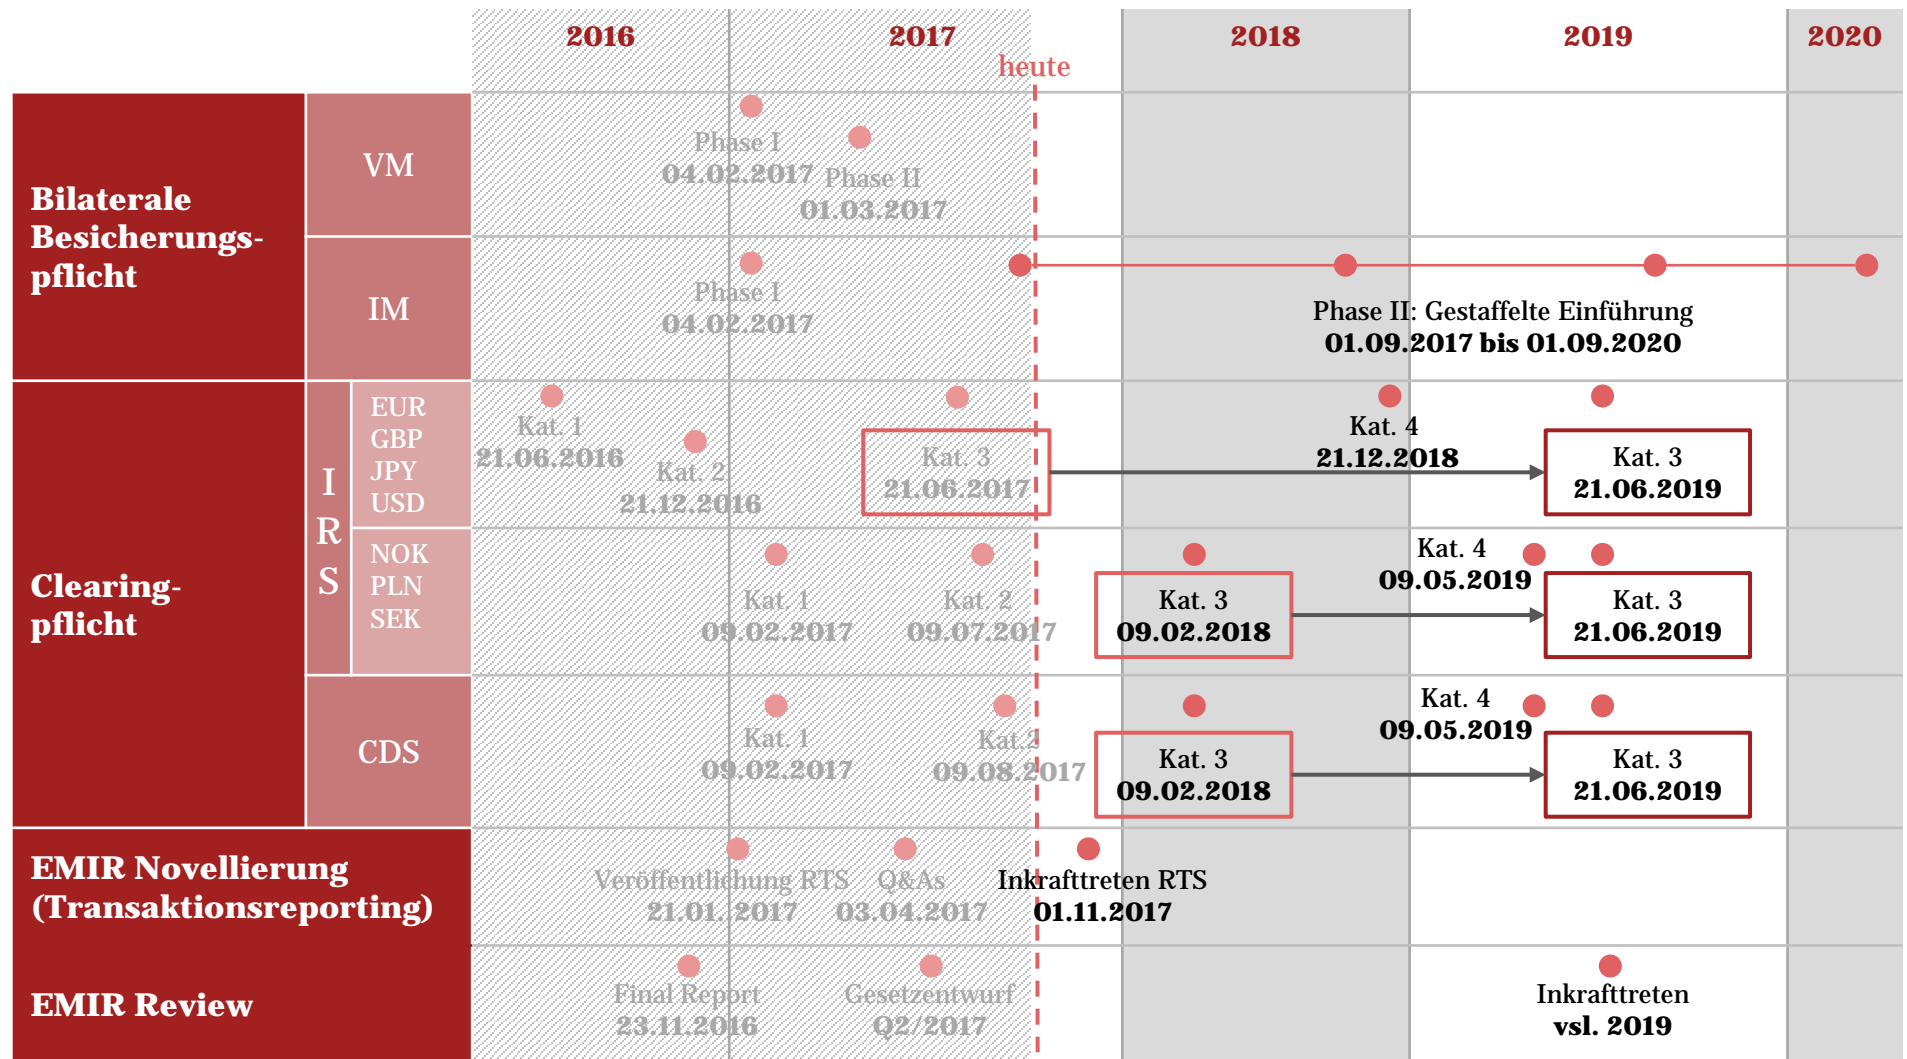 2016
2017
2018
2019
2020
heute
Bilaterale
Besicherungs-
pflicht
VM
Phase I
04.02.2017
Phase II
01.03.2017
IM
Phase I
04.02.2017
Phase II: Gestaffelte Einführung
01.09.2017 bis 01.09.2020
Clearing-
pflicht
I
R
S
EUR
GBP
JPY
USD
Kat. 1
21.06.2016
Kat. 2
21.12.2016
Kat. 3
21.06.2017
Kat. 4
21.12.2018
Kat. 3
21.06.2019
NOK
PLN
SEK
Kat. 1
09.02.2017
Kat. 2
09.07.2017
Kat. 3
09.02.2018
Kat. 4
09.05.2019
Kat. 3
21.06.2019
CDS
Kat. 1
09.02.2017
Kat.2
09.08.2017
Kat. 3
09.02.2018
Kat. 4
09.05.2019
Kat. 3
21.06.2019
EMIR Novellierung
(Transaktionsreporting)
Veröffentlichung RTS
21.01..2017
Q&As
03.04.2017
Inkrafttreten RTS
01.11.2017
EMIR Review
Final Report
23.11.2016
Gesetzentwurf
Q2/2017
Inkrafttreten
vsl. 2019